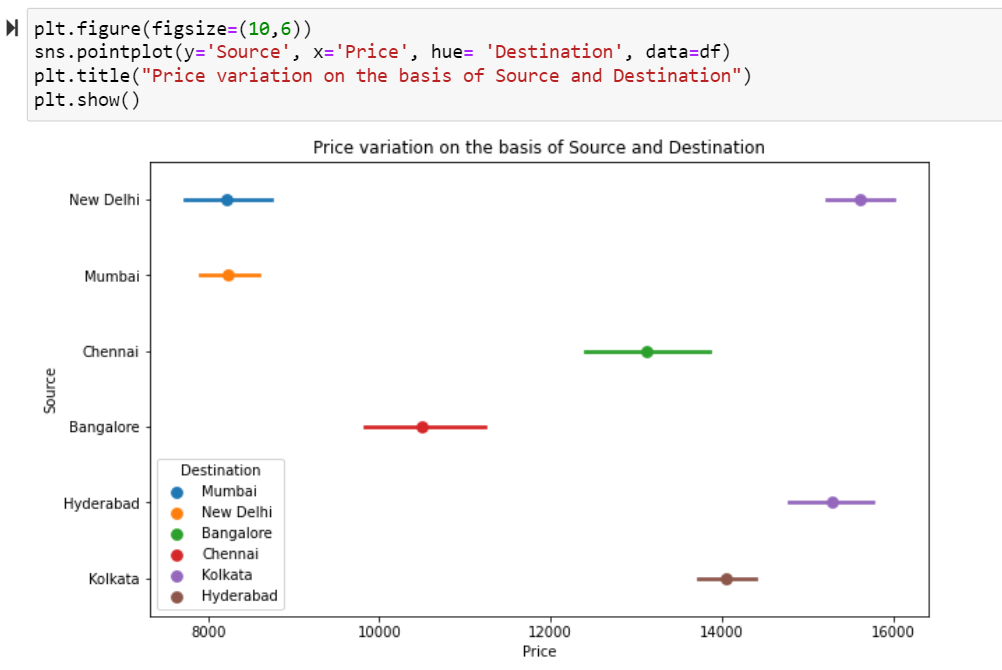 plt.figure(figsize=(10,6))
sns.pointplot(y='Source', x='Price', hue= 'Destination', data=df)
plt.title("Price variation on the basis of Source and Destination")
plt.show()
Price variation on the basis of Source and Destination
New Delhi
Mumbai
Chennai
Bangalore
Hyderabad
Kolkata
Source
Destination
Mumbai
New Delhi
Bangalore
Chennai
Kolkata
Hyderabad
8000 10000 12000 14000 16000
Price